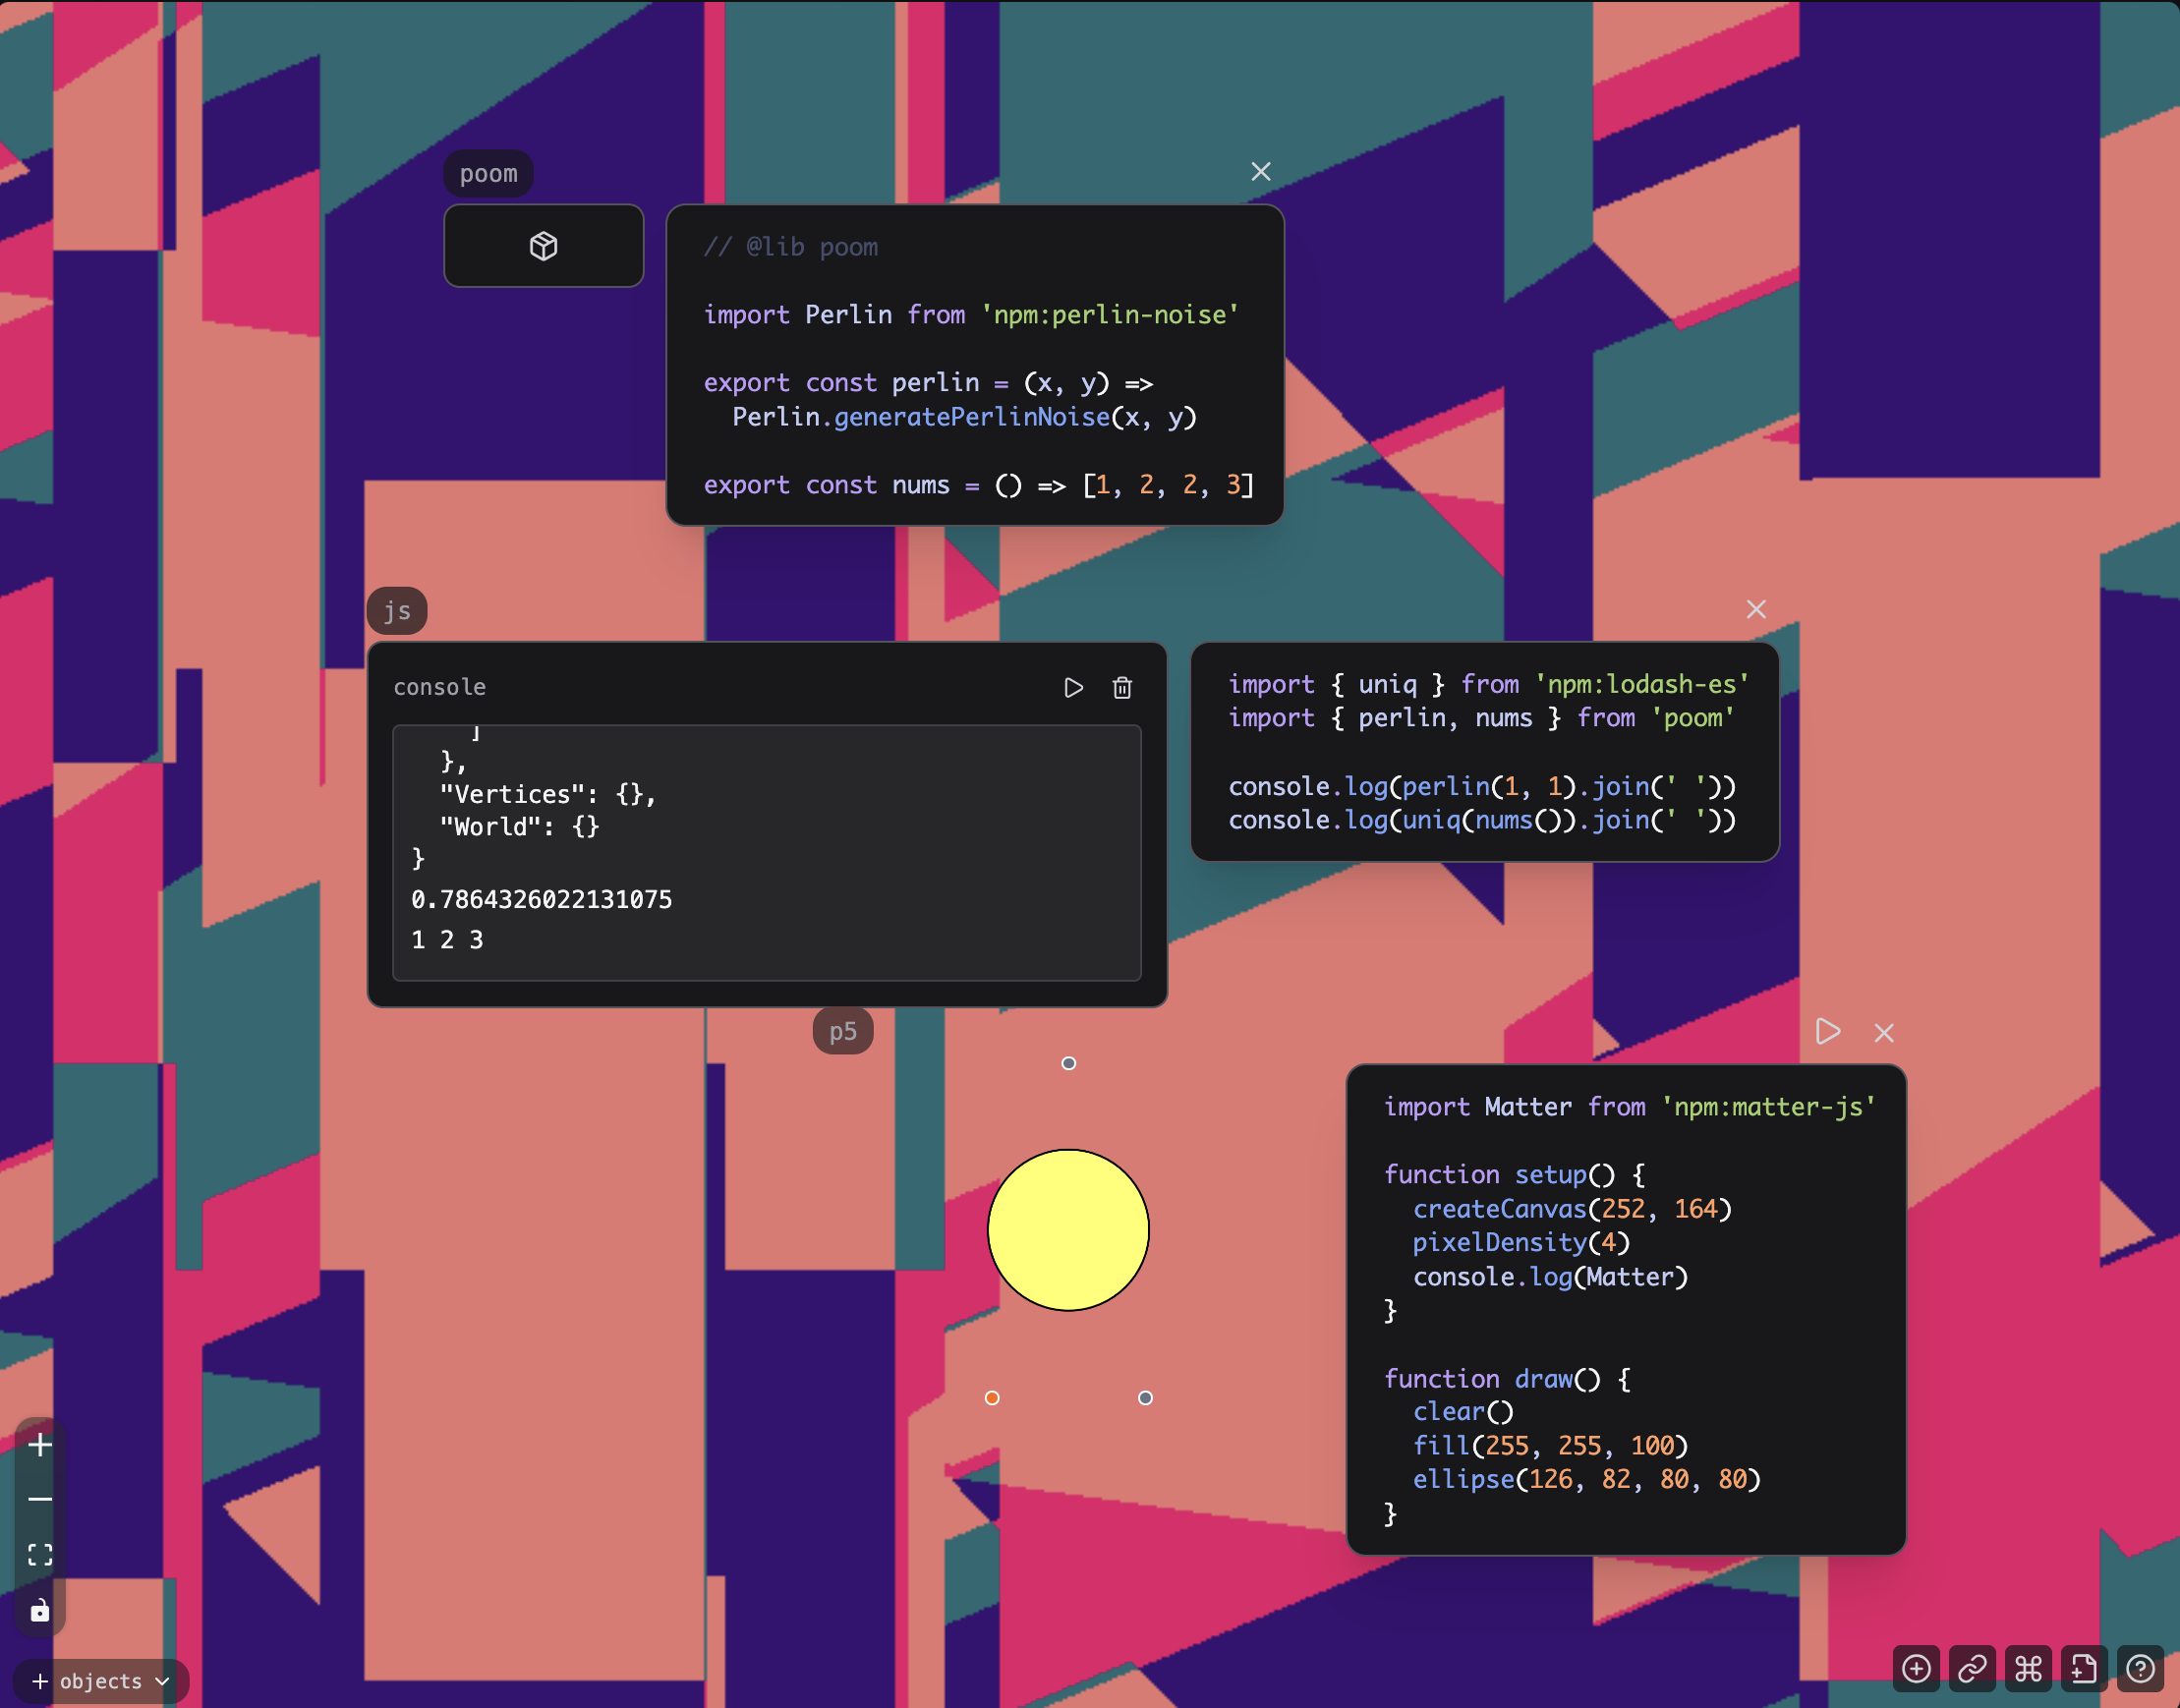 poom
// @lib poom
import Perlin from 'npm:perlin-noise'
export const perlin = (x, y) =>
  Perlin.generatePerlinNoise(x, y)
export const nums = () => [1, 2, 2, 3]
js
console
    ]
  },
  "Vertices": {},
  "World": {}
}
0.7864326022131075
1 2 3
import { uniq } from 'npm:lodash-es'
import { perlin, nums } from 'poom'
console.log(perlin(1, 1).join(' '))
console.log(uniq(nums()).join(' '))
p5
import Matter from 'npm:matter-js'
function setup() {
  createCanvas(252, 164)
  pixelDensity(4)
  console.log(Matter)
}
function draw() {
  clear()
  fill(255, 255, 100)
  ellipse(126, 82, 80, 80)
}
+ objects